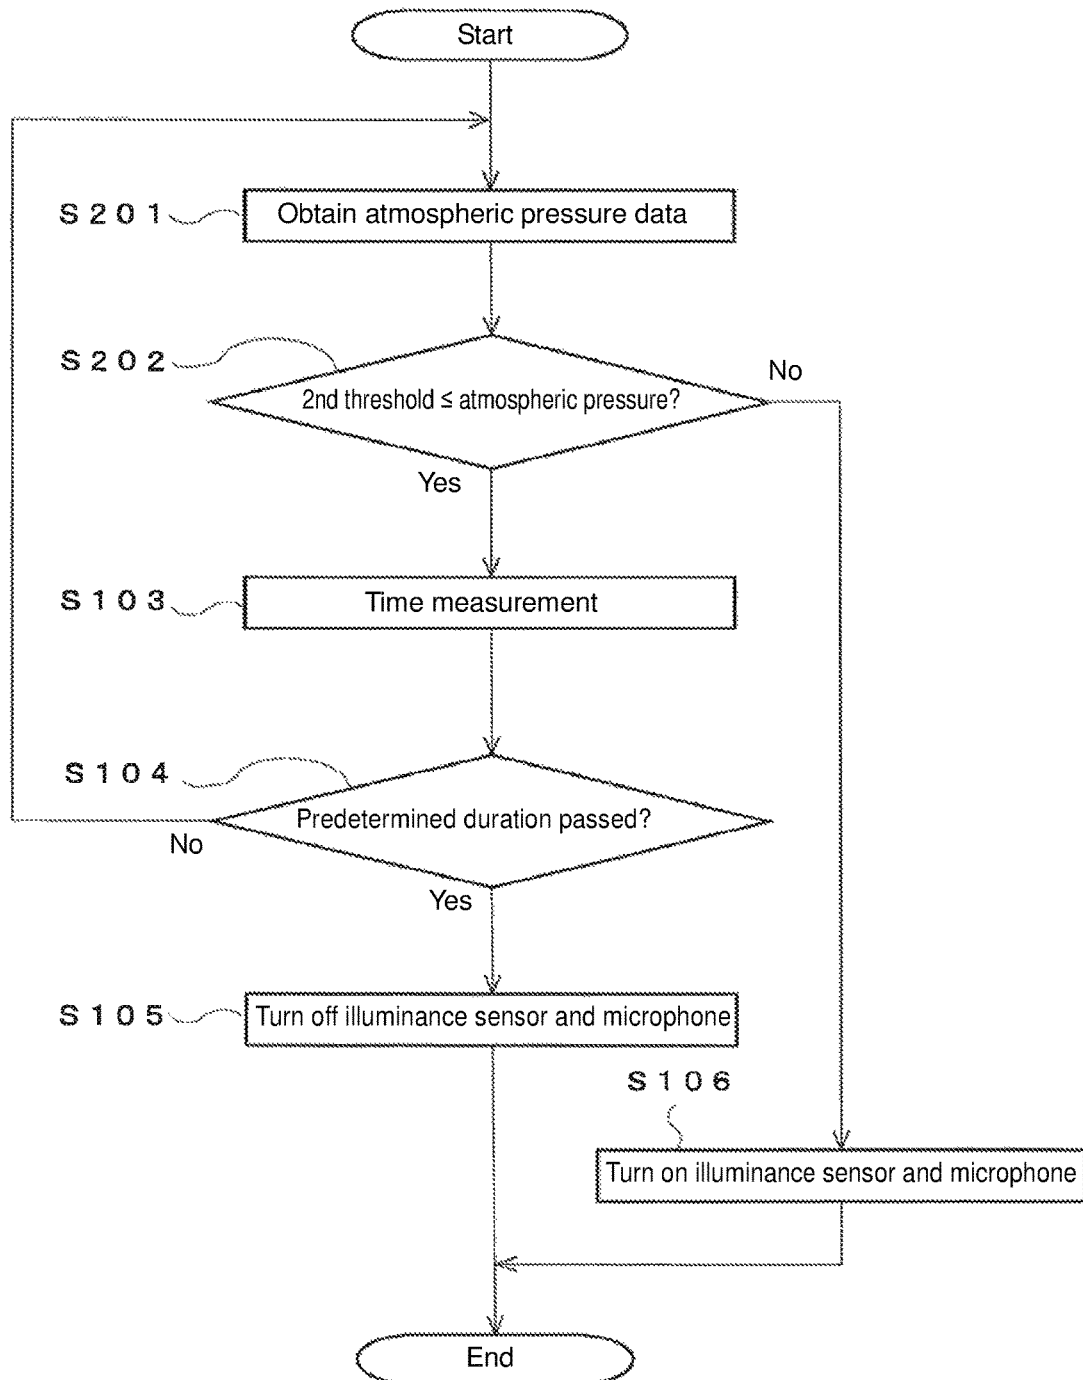 Start
S201
Obtain atmospheric pressure data
S202
2nd threshold ≤ atmospheric pressure?
No
Yes
S103
Time measurement
S104
Predetermined duration passed?
No
Yes
S105
Turn off illuminance sensor and microphone
S106
Turn on illuminance sensor and microphone
End